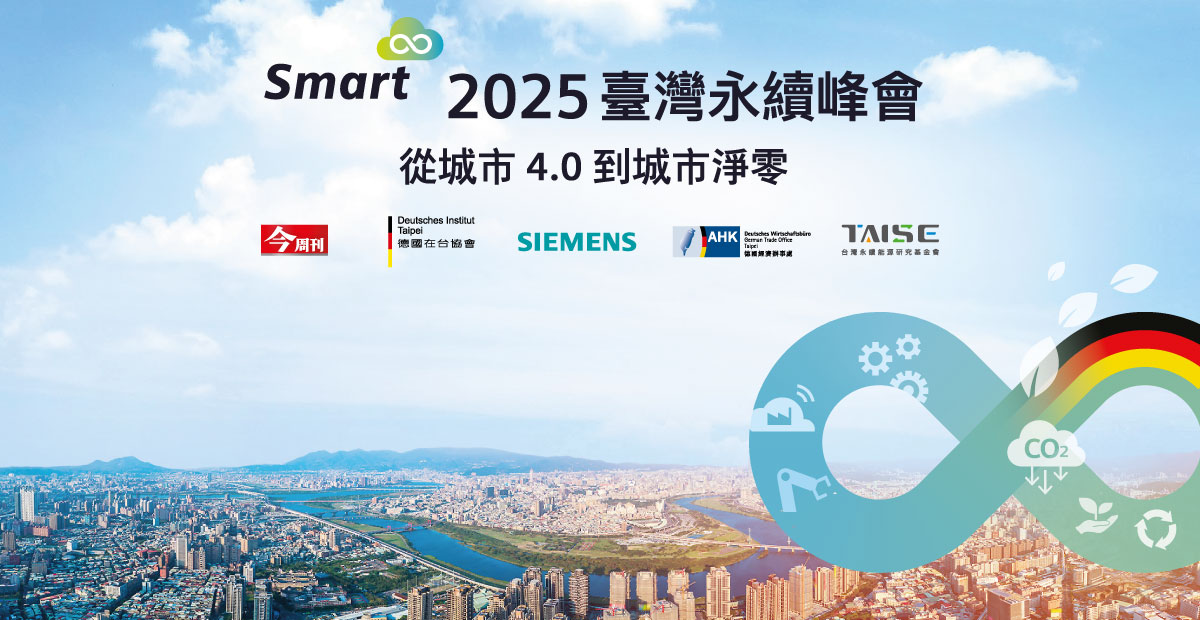 Smart 2025 臺灣永續峰會
從城市 4.0 到城市淨零
今周刊
Deutsches Institut
Taipei
德國在台協會
SIEMENS
AHK
Deutsches Wirtschaftsbüro
German Trade Office
Taipei
德國經濟辦事處
TAISE
台灣永續能源研究基金會
CO2